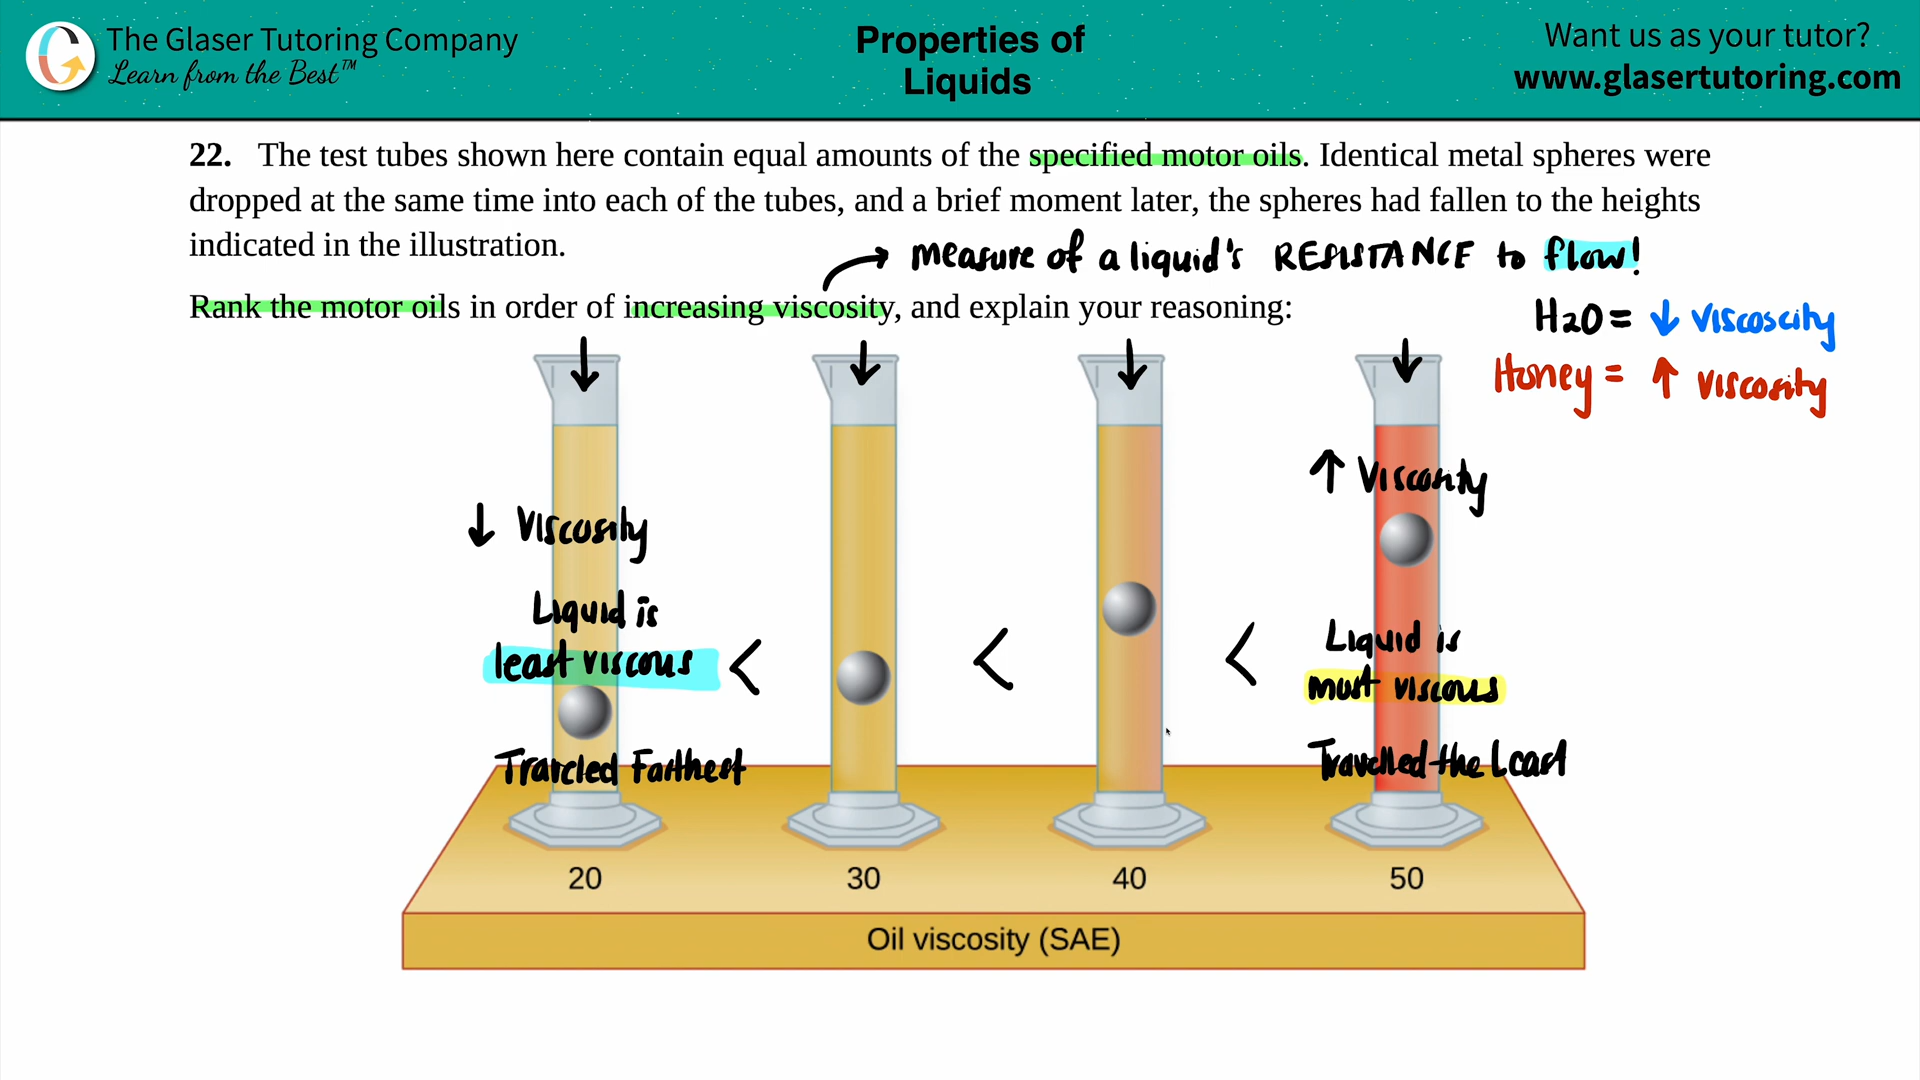 The Glaser Tutoring Company
Learn from the Best™
Properties of
Liquids
Want us as your tutor?
www.glasertutoring.com
22. The test tubes shown here contain equal amounts of the specified motor oils. Identical metal spheres were
dropped at the same time into each of the tubes, and a brief moment later, the spheres had fallen to the heights
indicated in the illustration.
measure of a liquid's RESISTANCE to flow!
Rank the motor oils in order of increasing viscosity, and explain your reasoning:
H2O = ↓ viscoscity
Honey = ↑ viscosity
↑ Viscosity
↓ Viscosity
Liquid is
least viscous
< < <
Liquid is
most viscous
Traveled Farthest
Travelled the Least
20 30 40 50
Oil viscosity (SAE)